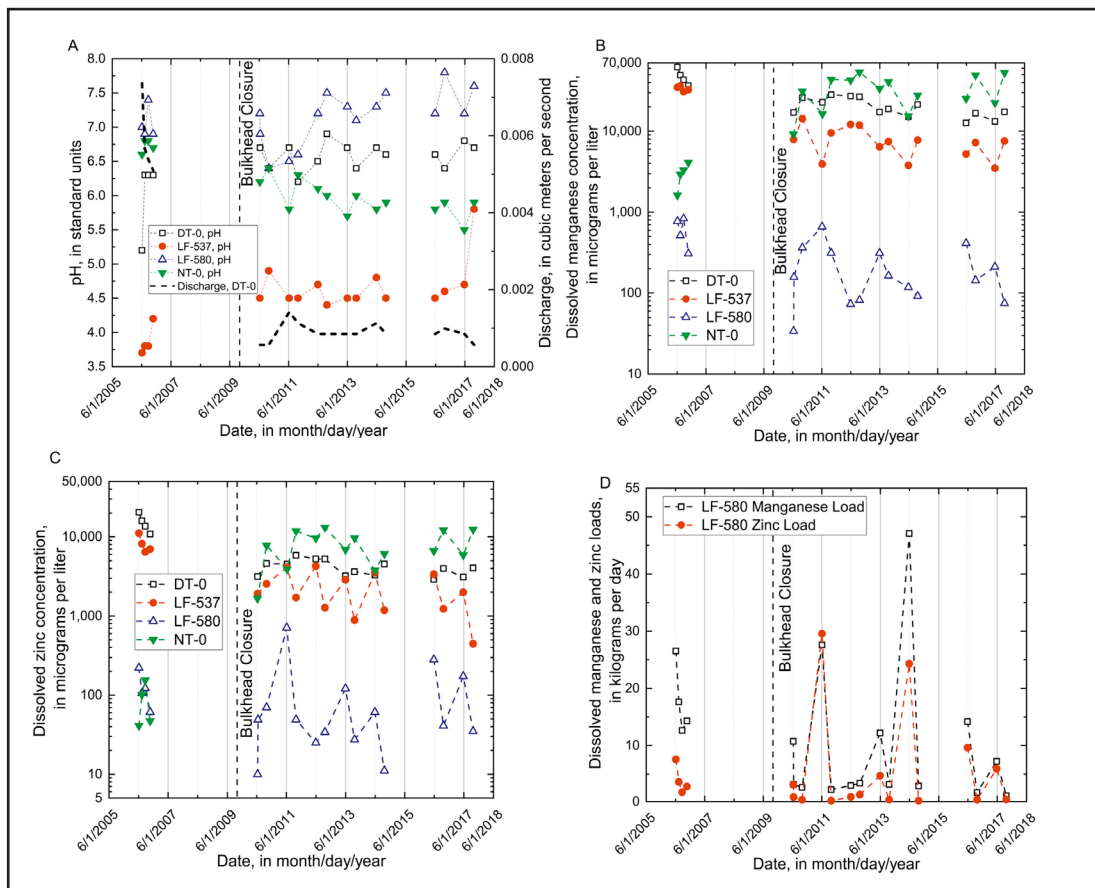 A
8.0
7.5
7.0
6.5
6.0
5.5
5.0
4.5
4.0
3.5
pH, in standard units
0.008
0.006
0.004
0.002
0.000
Discharge, in cubic meters per second
Bulkhead Closure
DT-0, pH
LF-537, pH
LF-580, pH
NT-0, pH
Discharge, DT-0
6/1/2005
6/1/2007
6/1/2009
6/1/2011
6/1/2013
6/1/2015
6/1/2017
6/1/2018
Date, in month/day/year
B
70,000
10,000
1,000
100
10
Dissolved manganese concentration,
in micrograms per liter
Bulkhead Closure
DT-0
LF-537
LF-580
NT-0
6/1/2005
6/1/2007
6/1/2009
6/1/2011
6/1/2013
6/1/2015
6/1/2017
6/1/2018
Date, in month/day/year
C
50,000
10,000
1,000
100
10
5
Dissolved zinc concentration,
in micrograms per liter
Bulkhead Closure
DT-0
LF-537
LF-580
NT-0
6/1/2005
6/1/2007
6/1/2009
6/1/2011
6/1/2013
6/1/2015
6/1/2017
6/1/2018
Date, in month/day/year
D
55
50
40
30
20
10
0
Dissolved manganese and zinc loads,
in kilograms per day
LF-580 Manganese Load
LF-580 Zinc Load
Bulkhead Closure
6/1/2005
6/1/2007
6/1/2009
6/1/2011
6/1/2013
6/1/2015
6/1/2017
6/1/2018
Date, in month/day/year